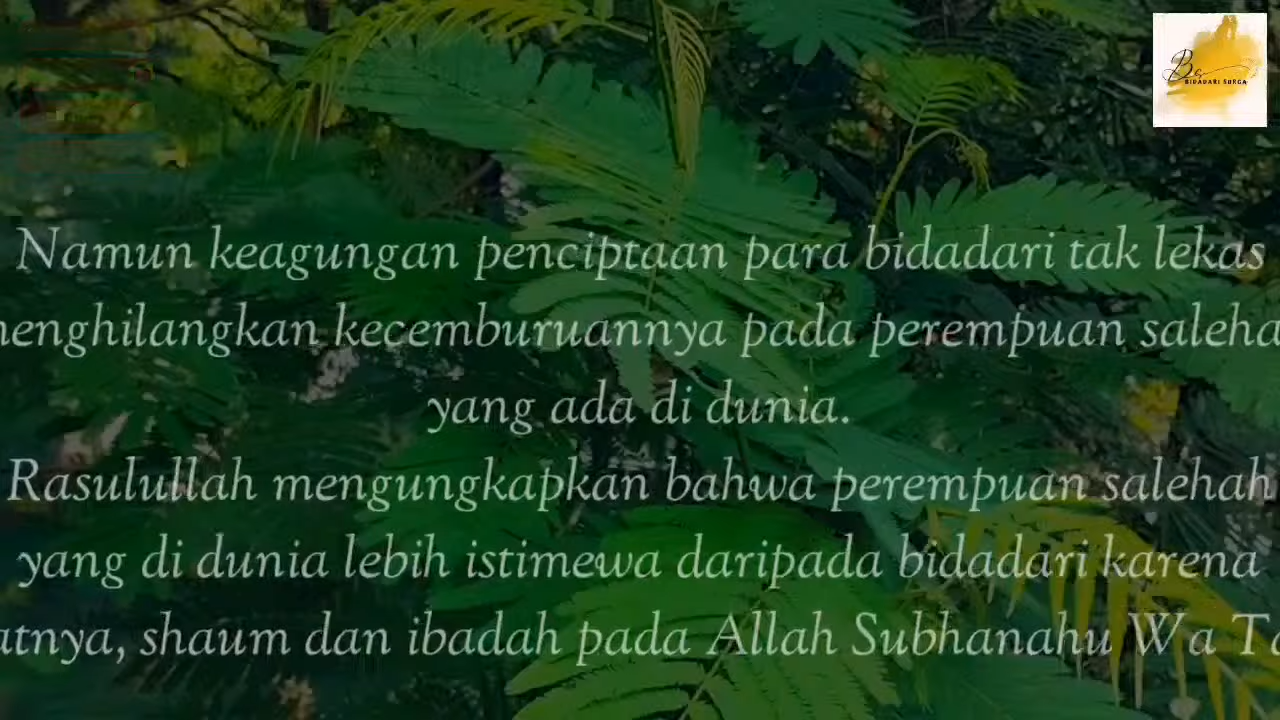 BIDADARI SURGA
Namun keagungan penciptaan para bidadari tak lekas
enghilangkan kecemburuannya pada perempuan saleha
yang ada di dunia.
Rasulullah mengungkapkan bahwa perempuan salehah
yang di dunia lebih istimewa daripada bidadari karena
atnya, shaum dan ibadah pada Allah Subhanahu Wa Ta